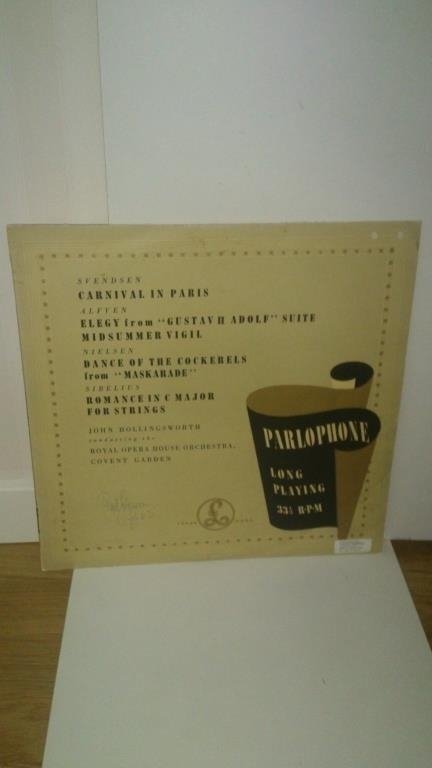 SVENDSEN
CARNIVAL IN PARIS
ALFVEN
ELEGY from "GUSTAV II ADOLF" SUITE
MIDSUMMER VIGIL
NIELSEN
DANCE OF THE COCKERELS
from "MASKARADE"
SIBELIUS
ROMANCE IN C MAJOR
FOR STRINGS
JOHN HOLLINGSWORTH
conducting the
ROYAL OPERA HOUSE ORCHESTRA,
COVENT GARDEN
PARLOPHONE
LONG
PLAYING
33⅓ R·P·M
TRADE £ MARK